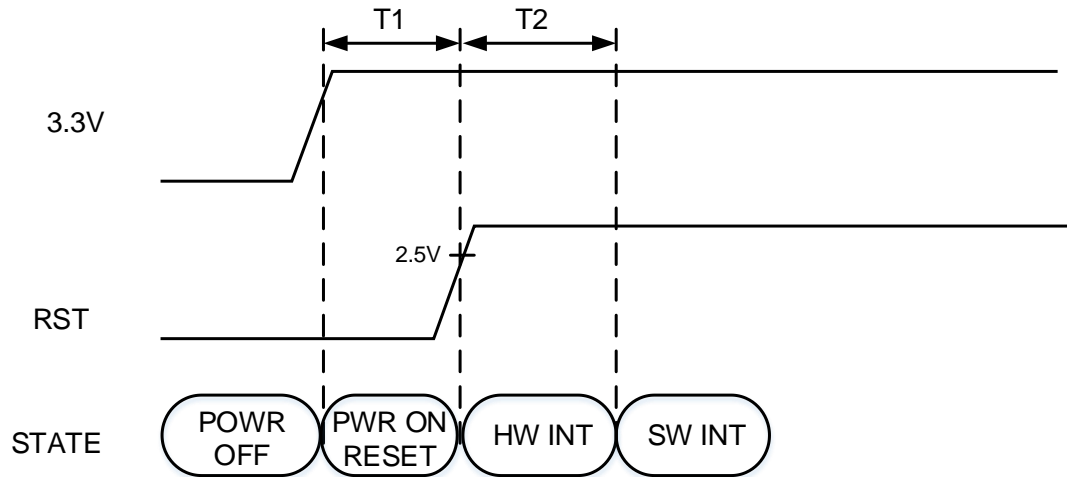 T1
T2
3.3V
2.5V
RST
STATE
POWR
OFF
PWR ON
RESET
HW INT
SW INT